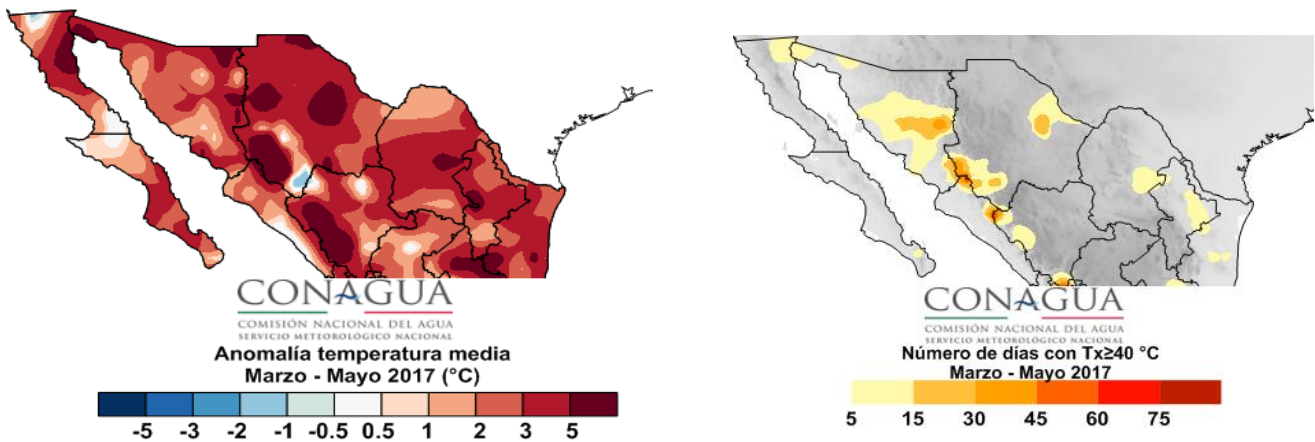 CONAGUA
COMISIÓN NACIONAL DEL AGUA
SERVICIO METEOROLÓGICO NACIONAL
Anomalía temperatura media
Marzo - Mayo 2017 (°C)
-5 -3 -2 -1 -0.5 0.5 1 2 3 5
CONAGUA
COMISIÓN NACIONAL DEL AGUA
SERVICIO METEOROLÓGICO NACIONAL
Número de días con Tx≥40 °C
Marzo - Mayo 2017
5 15 30 45 60 75